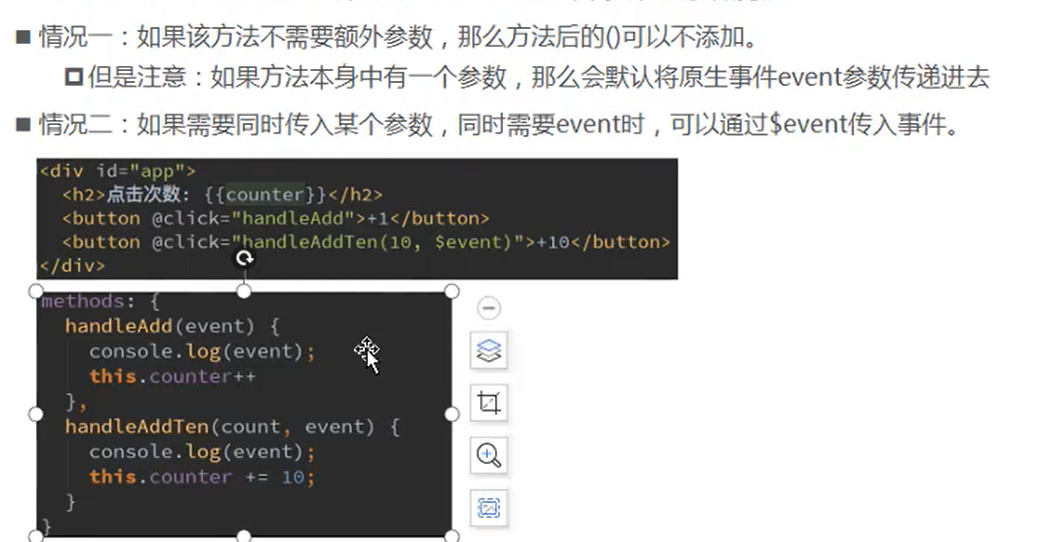 情况一：如果该方法不需要额外参数，那么方法后的()可以不添加。
但是注意：如果方法本身中有一个参数，那么会默认将原生事件event参数传递进去
情况二：如果需要同时传入某个参数，同时需要event时，可以通过$event传入事件。
<div id="app">
<h2>点击次数: {{counter}}</h2>
<button @click="handleAdd">+1</button>
<button @click="handleAddTen(10, $event)">+10</button>
</div>
methods: {
handleAdd(event) {
console.log(event);
this.counter++
},
handleAddTen(count, event) {
console.log(event);
this.counter += 10;
}
}